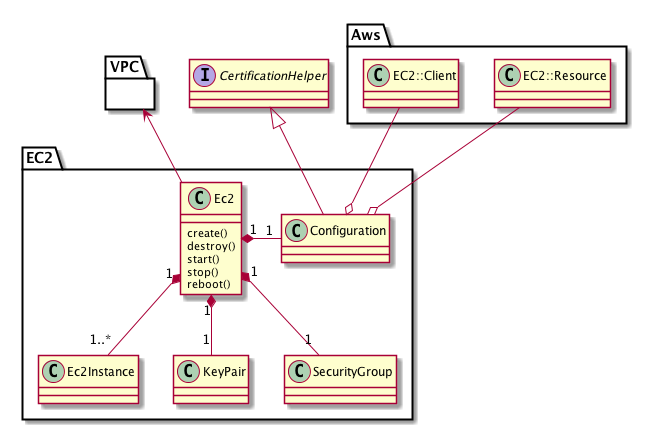 Aws
VPC
I CertificationHelper
C EC2::Client
C EC2::Resource
EC2
C Ec2
create()
destroy()
start()
stop()
reboot()
1 1
C Configuration
1
1
1
1..*
1
1
C Ec2Instance
C KeyPair
C SecurityGroup